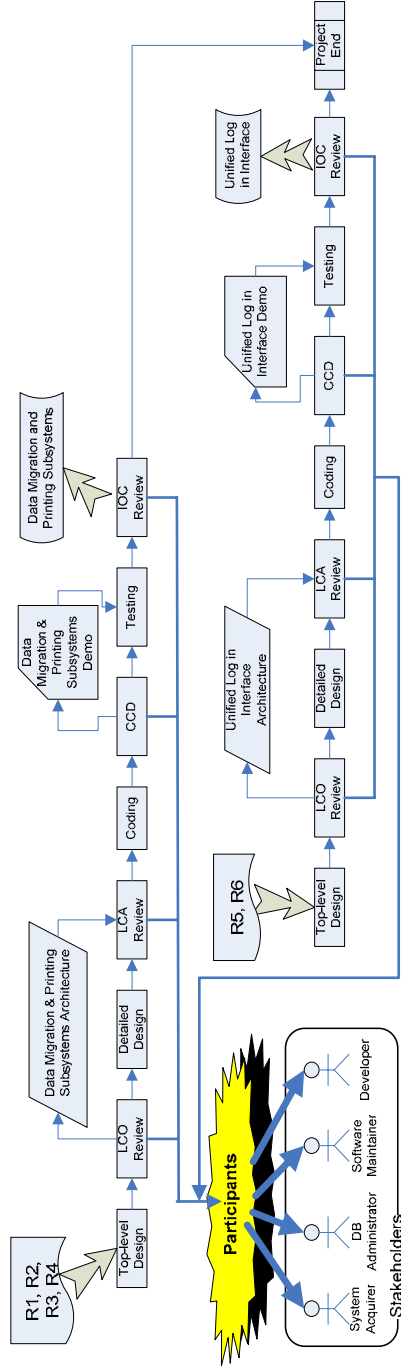 R1, R2,
R3, R4
Top-level
Design
LCO
Review
Data Migration & Printing
Subsystems Architecture
Detailed
Design
LCA
Review
Coding
CCD
Data
Migration &
Printing
Subsystems
Demo
Testing
IOC
Review
Data Migration and
Printing Subsystems
R5, R6
Top-level
Design
LCO
Review
Unified Log in
Interface
Architecture
Detailed
Design
LCA
Review
Coding
CCD
Unified Log in
Interface Demo
Testing
IOC
Review
Unified Log
in Interface
Project
End
Participants
System
Acquirer
DB
Administrator
Software
Maintainer
Developer
Stakeholders